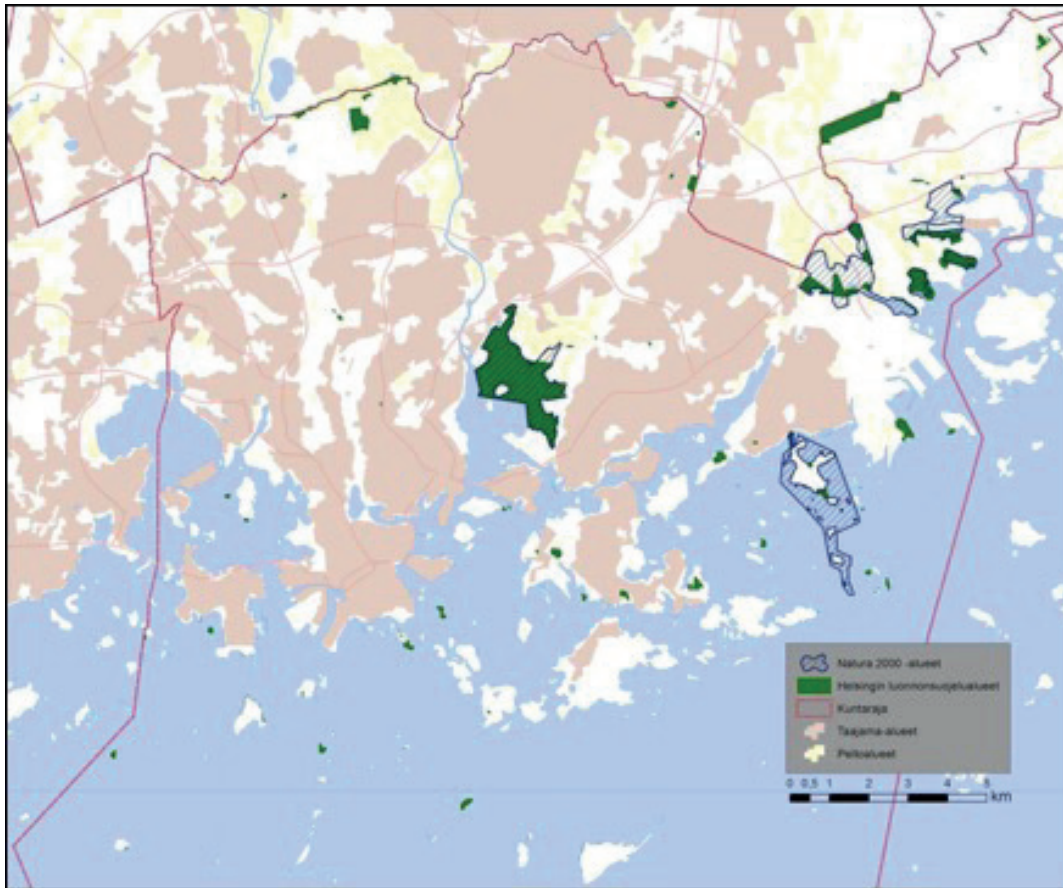 Natura 2000 -alueet
Helsingin luonnonsuojelualueet
Kuntaraja
Taajama-alueet
Peltoalueet
0 0,5 1 2 3 4 5
km